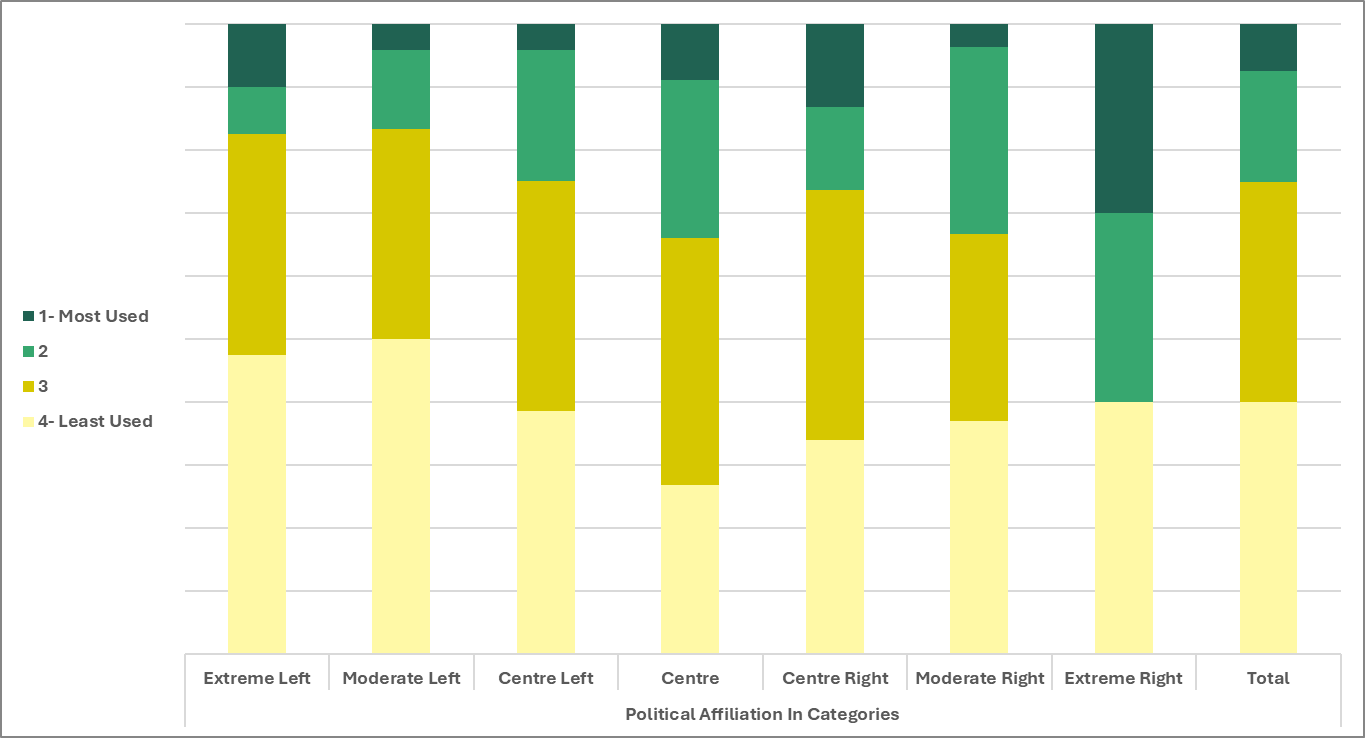 1- Most Used
2
3
4- Least Used
Extreme Left Moderate Left Centre Left Centre Centre Right Moderate Right Extreme Right Total
Political Affiliation In Categories